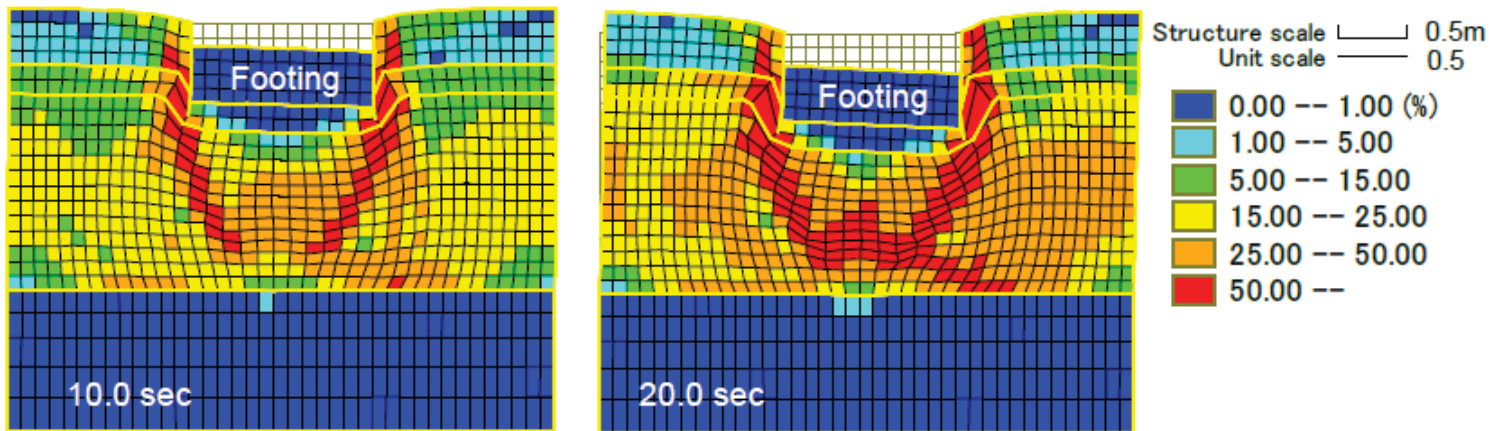 Footing
10.0 sec
Footing
20.0 sec
Structure scale 0.5m
Unit scale 0.5
0.00 -- 1.00 (%)
1.00 -- 5.00
5.00 -- 15.00
15.00 -- 25.00
25.00 -- 50.00
50.00 --